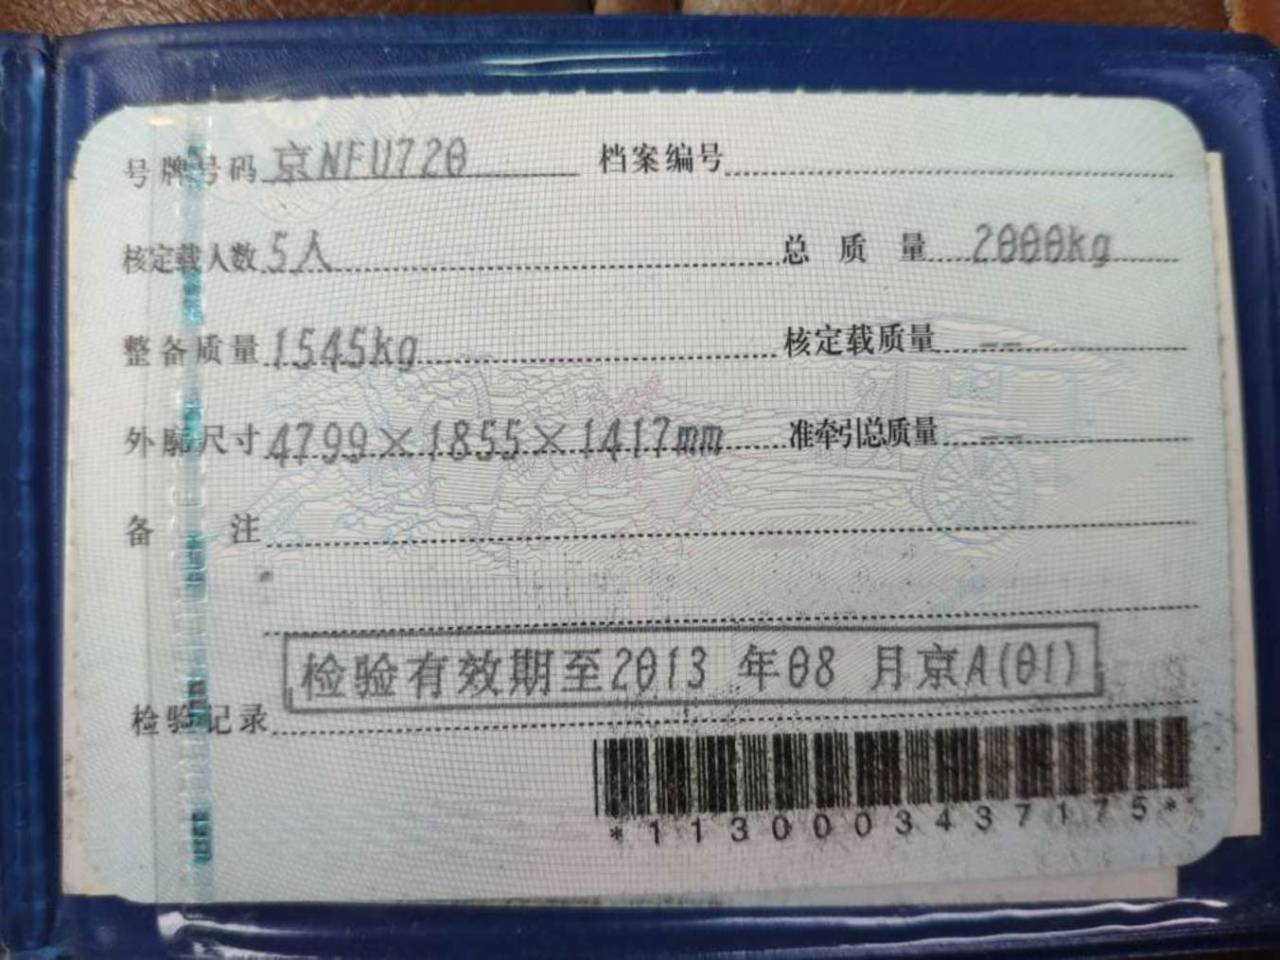 号牌号码 京NFU720 档案编号
核定载人数 5人 总质量 2000kg
整备质量 1545kg 核定载质量 --
外廓尺寸 4799×1855×1417mm 准牵引总质量 --
备注
检验有效期至2013 年08 月京A(01)
检验记录
*1130003437175*